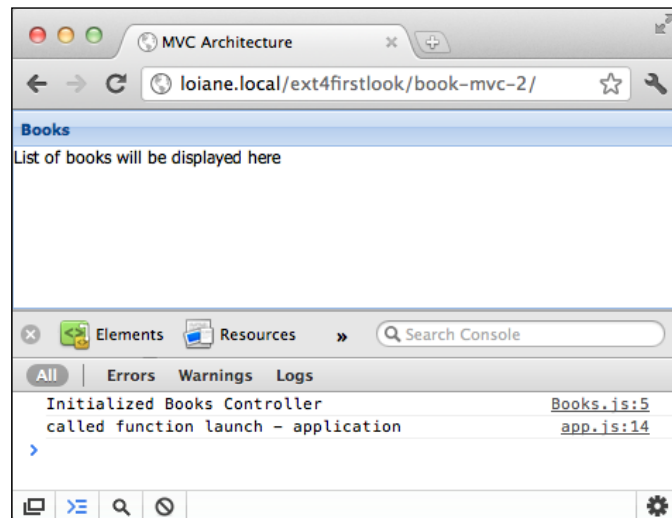 MVC Architecture
loiane.local/ext4firstlook/book-mvc-2/
Books
List of books will be displayed here
Elements Resources » Search Console
All Errors Warnings Logs
Initialized Books Controller Books.js:5
called function launch - application app.js:14
>